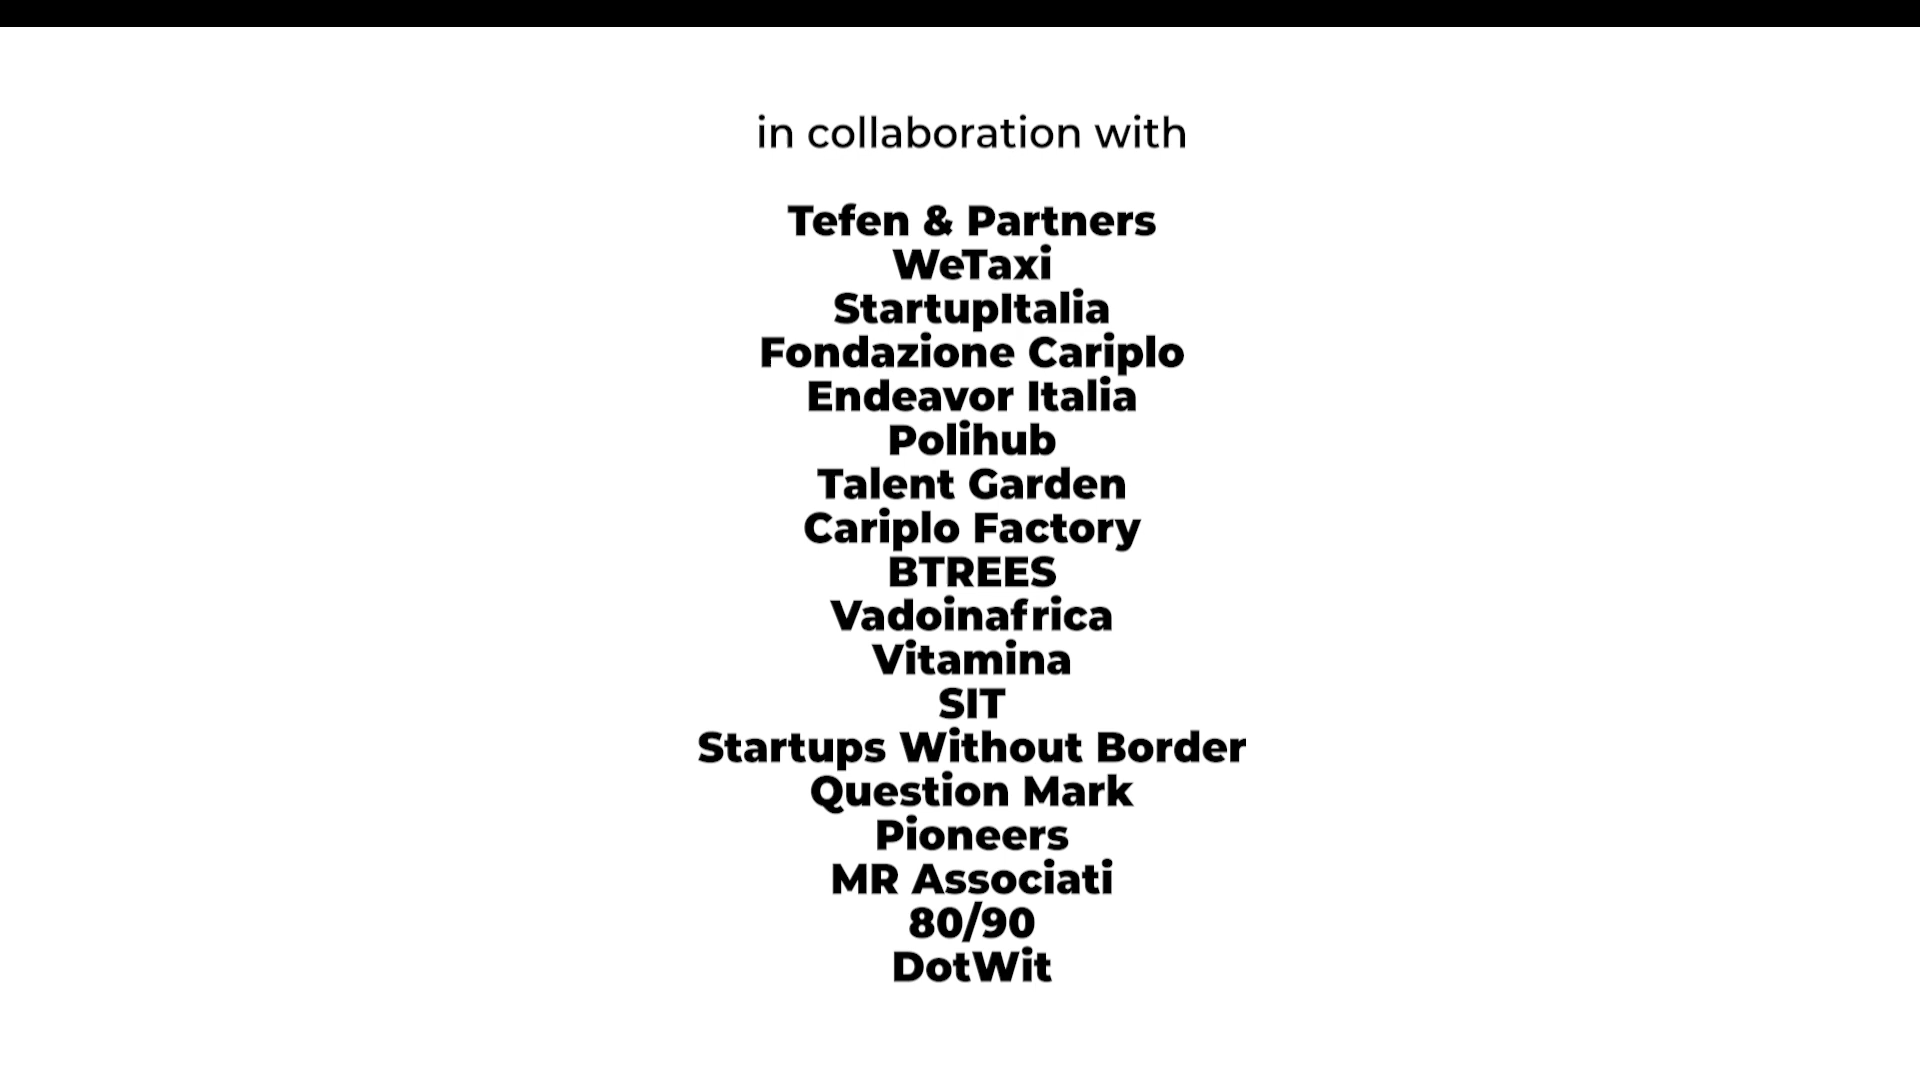 in collaboration with
Tefen & Partners
WeTaxi
StartupItalia
Fondazione Cariplo
Endeavor Italia
Polihub
Talent Garden
Cariplo Factory
BTREES
Vadoinafrica
Vitamina
SIT
Startups Without Border
Question Mark
Pioneers
MR Associati
80/90
DotWit